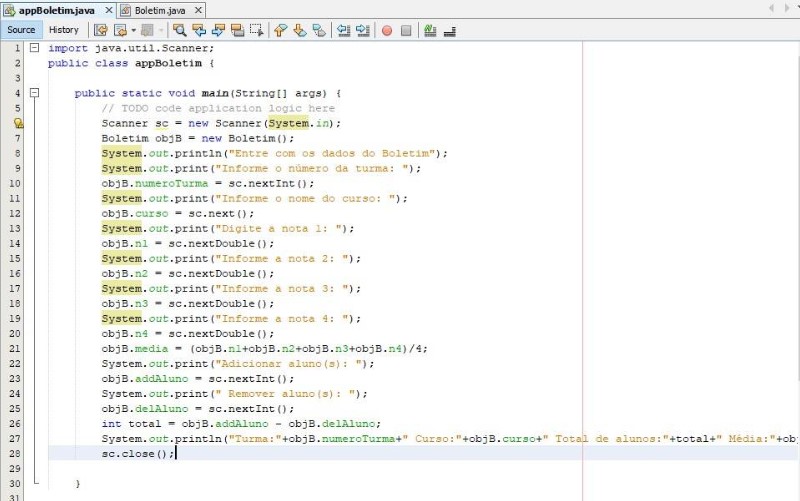 appBoletim.java Boletim.java
Source History
1 import java.util.Scanner;
2 public class appBoletim {
3
4 public static void main(String[] args) {
5 // TODO code application logic here
Scanner sc = new Scanner(System.in);
7 Boletim objB = new Boletim();
8 System.out.println("Entre com os dados do Boletim");
9 System.out.print("Informe o número da turma: ");
10 objB.numeroTurma = sc.nextInt();
11 System.out.print("Informe o nome do curso: ");
12 objB.curso = sc.next();
13 System.out.print("Digite a nota 1: ");
14 objB.n1 = sc.nextDouble();
15 System.out.print("Informe a nota 2: ");
16 objB.n2 = sc.nextDouble();
17 System.out.print("Informe a nota 3: ");
18 objB.n3 = sc.nextDouble();
19 System.out.print("Informe a nota 4: ");
20 objB.n4 = sc.nextDouble();
21 objB.media = (objB.n1+objB.n2+objB.n3+objB.n4)/4;
22 System.out.print("Adicionar aluno(s): ");
23 objB.addAluno = sc.nextInt();
24 System.out.print(" Remover aluno(s): ");
25 objB.delAluno = sc.nextInt();
26 int total = objB.addAluno - objB.delAluno;
27 System.out.println("Turma:"+objB.numeroTurma+" Curso:"+objB.curso+" Total de alunos:"+total+" Média:"+obj
28 sc.close();
29
30 }
31